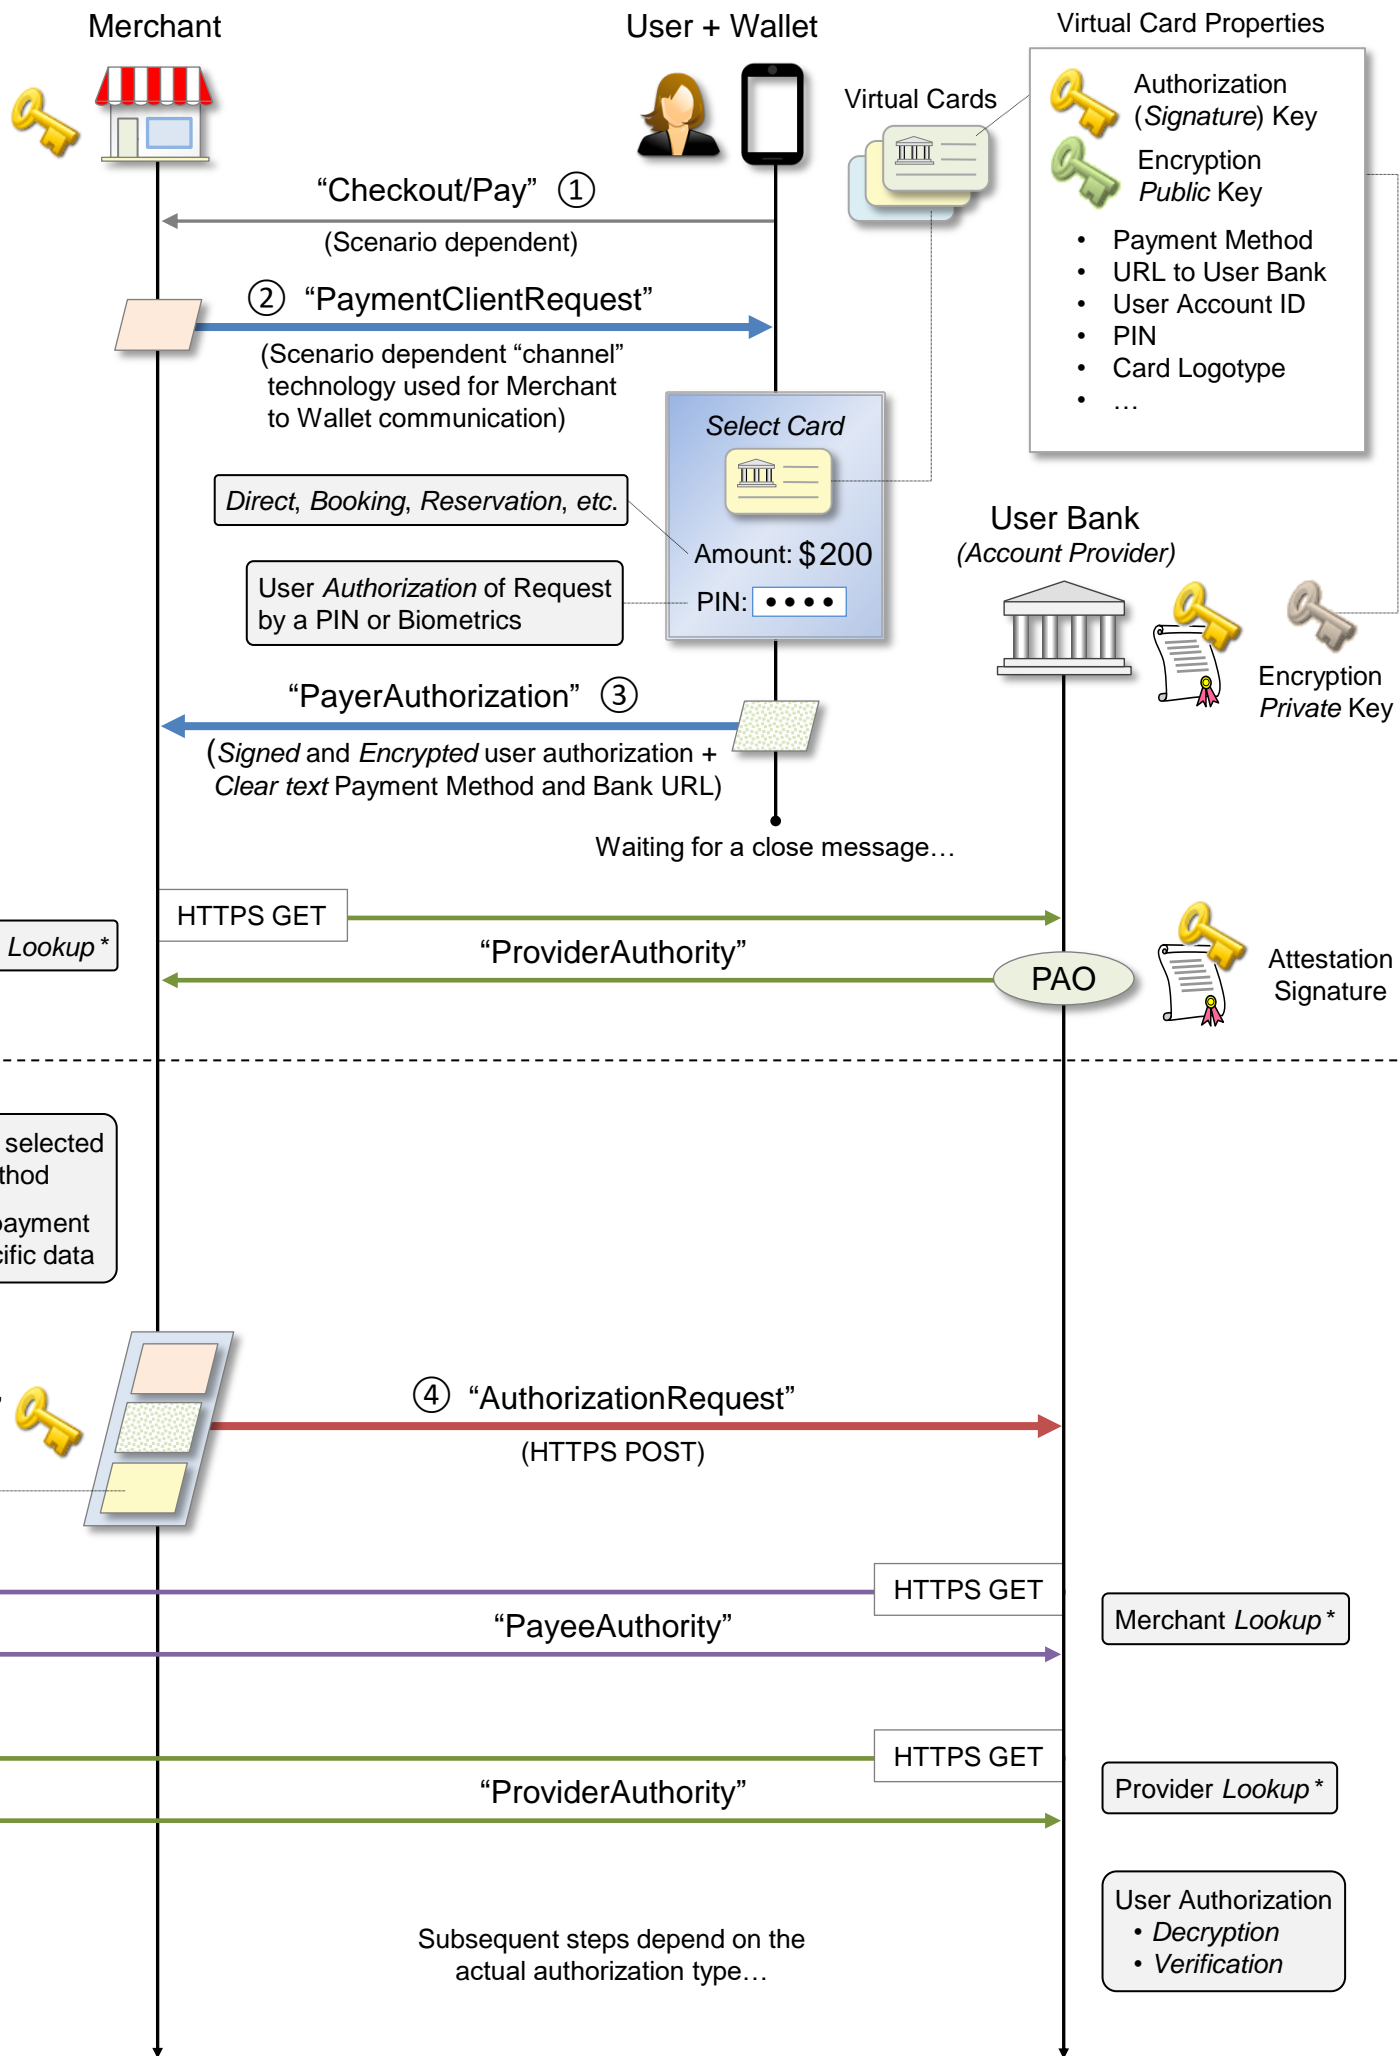 Merchant
User + Wallet
Virtual Card Properties
Virtual Cards
Authorization
(Signature) Key
Encryption
Public Key
• Payment Method
• URL to User Bank
• User Account ID
• PIN
• Card Logotype
• …
“Checkout/Pay” ①
(Scenario dependent)
② “PaymentClientRequest”
(Scenario dependent “channel”
technology used for Merchant
to Wallet communication)
Select Card
Direct, Booking, Reservation, etc.
Amount: $200
User Authorization of Request
by a PIN or Biometrics
PIN: ••••
User Bank
(Account Provider)
Encryption
Private Key
“PayerAuthorization” ③
(Signed and Encrypted user authorization +
Clear text Payment Method and Bank URL)
Waiting for a close message…
HTTPS GET
Lookup *
“ProviderAuthority”
PAO
Attestation
Signature
selected
thod
payment
cific data
④ “AuthorizationRequest”
(HTTPS POST)
HTTPS GET
“PayeeAuthority”
Merchant Lookup *
HTTPS GET
“ProviderAuthority”
Provider Lookup *
User Authorization
• Decryption
• Verification
Subsequent steps depend on the
actual authorization type…